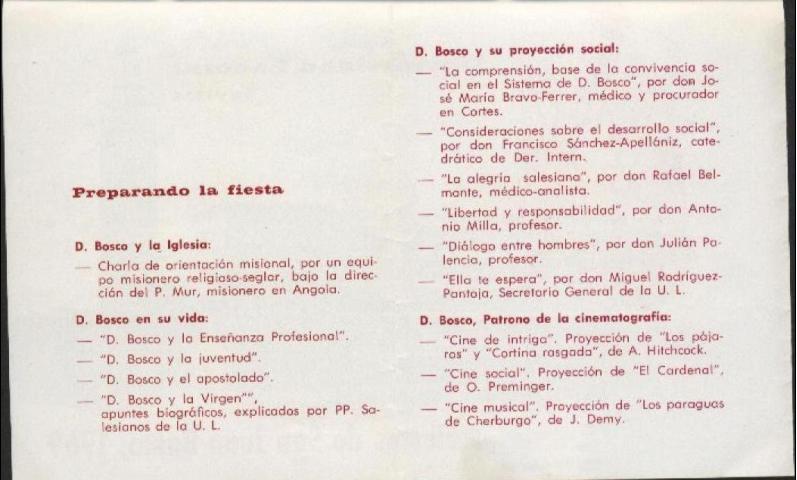 Preparando la fiesta
D. Bosco y la Iglesia:
— Charla de orientación misional, por un equi-
po misionero religioso-seglar, bajo la direc-
ción del P. Mur, misionero en Angola.
D. Bosco en su vida:
— "D. Bosco y la Enseñanza Profesional".
— "D. Bosco y la juventud".
— "D. Bosco y el apostolado".
— "D. Bosco y la Virgen"",
apuntes biográficos, explicados por PP. Sa-
lesianos de la U. L.
D. Bosco y su proyección social:
— "La comprensión, base de la convivencia so-
cial en el Sistema de D. Bosco", por don Jo-
sé María Bravo-Ferrer, médico y procurador
en Cortes.
— "Consideraciones sobre el desarrollo social",
por don Francisco Sánchez-Apellániz, cate-
drático de Der. Intern.
— "La alegría salesiana", por don Rafael Bel-
monte, médico-analista.
— "Libertad y responsabilidad", por don Anto-
nio Milla, profesor.
— "Diálogo entre hombres", por don Julián Pa-
lencia, profesor.
— "Ella te espera", por don Miguel Rodríguez-
Pantoja, Secretario General de la U. L.
D. Bosco, Patrono de la cinematografía:
— "Cine de intriga". Proyección de "Los pája-
ros" y "Cortina rasgada", de A. Hitchcock.
— "Cine social". Proyección de "El Cardenal",
de O. Preminger.
— "Cine musical". Proyección de "Los paraguas
de Cherburgo", de J. Demy.